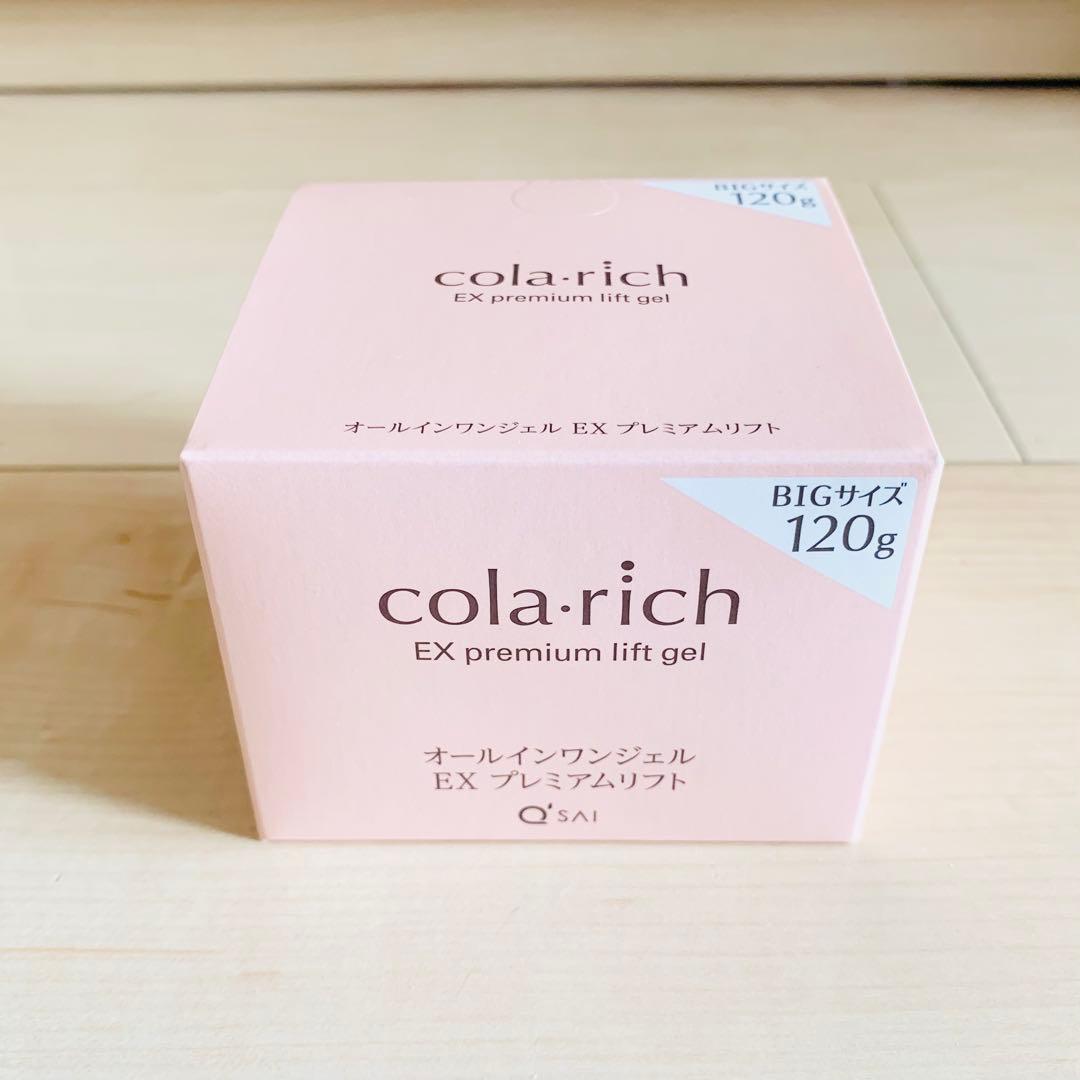 BIGサイズ
120g
cola・rich
EX premium lift gel
オールインワンジェル EX プレミアムリフト
BIGサイズ
120g
cola・rich
EX premium lift gel
オールインワンジェル
EX プレミアムリフト
Q'SAI